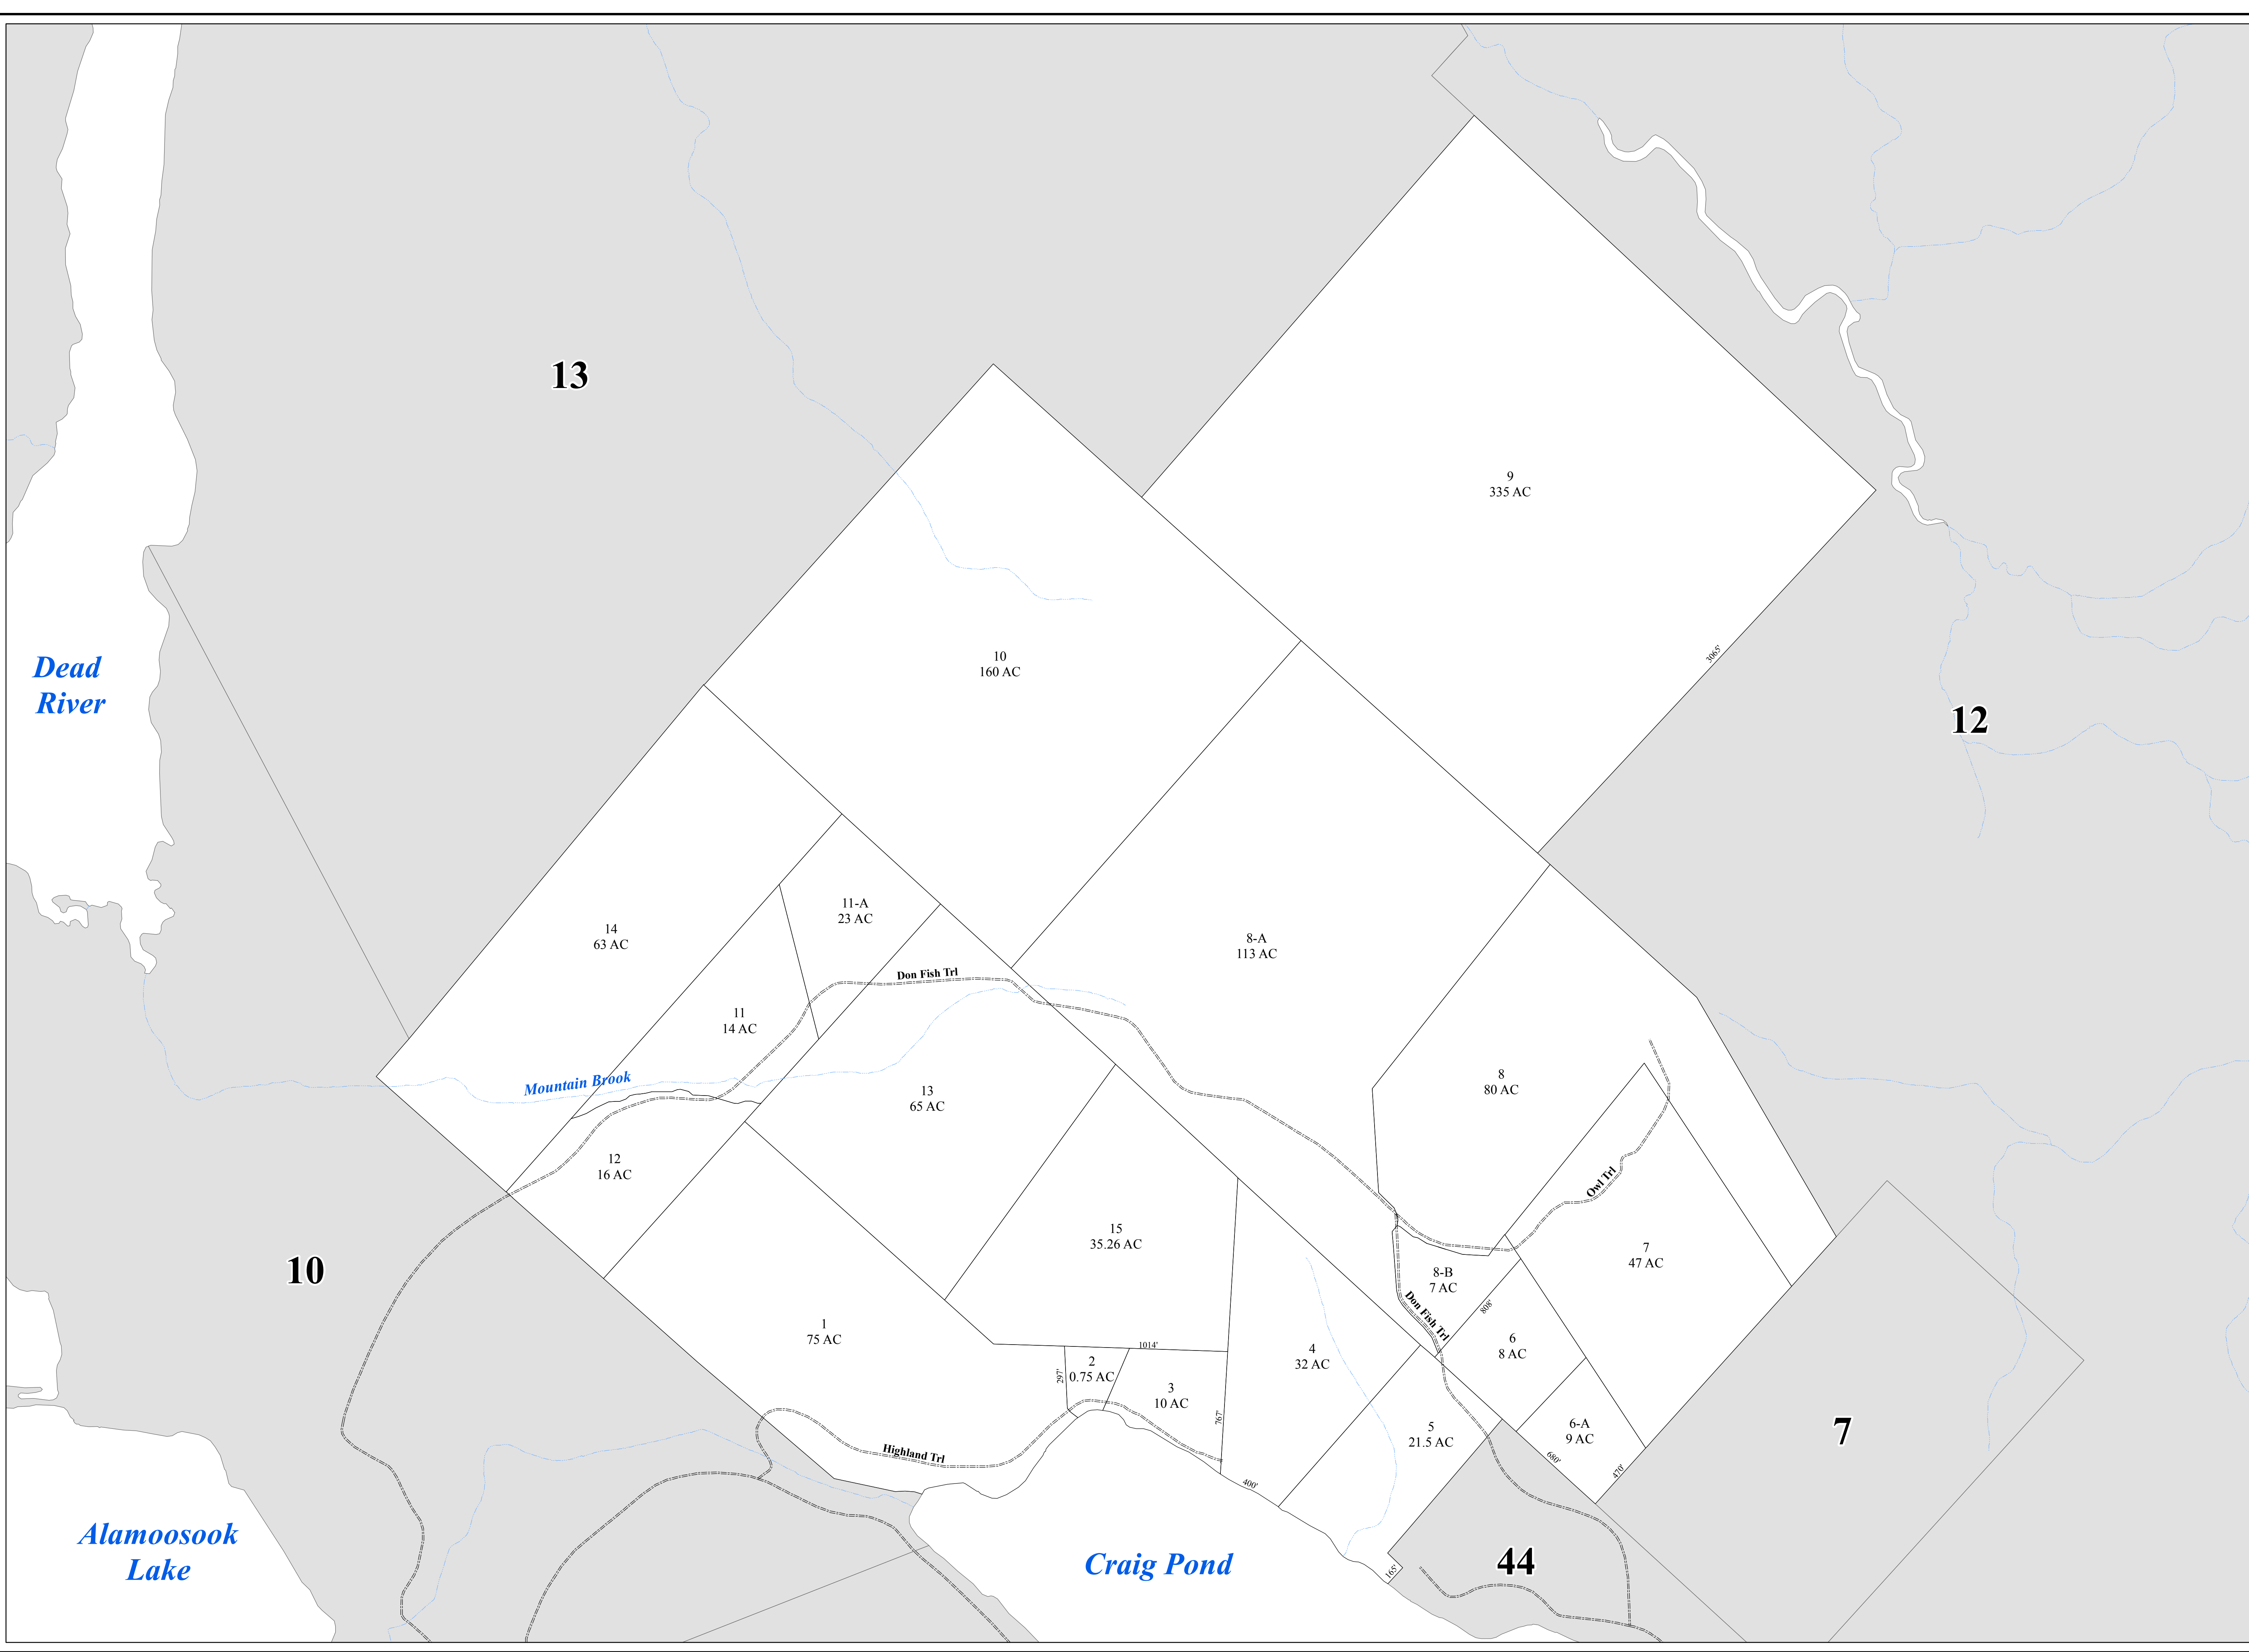 13
9
335 AC
3065'
10
160 AC
Dead
River
12
14
63 AC
11-A
23 AC
8-A
113 AC
Don Fish Trl
11
14 AC
Mountain Brook
13
65 AC
8
80 AC
12
16 AC
Owl Trl
15
35.26 AC
7
47 AC
10
8-B
7 AC
808'
Don Fish Trl
1
75 AC
1014'
4
32 AC
6
8 AC
297'
2
0.75 AC
3
10 AC
767'
5
21.5 AC
6-A
9 AC
7
680'
470'
Highland Trl
400'
Alamoosook
Lake
Craig Pond
165'
44